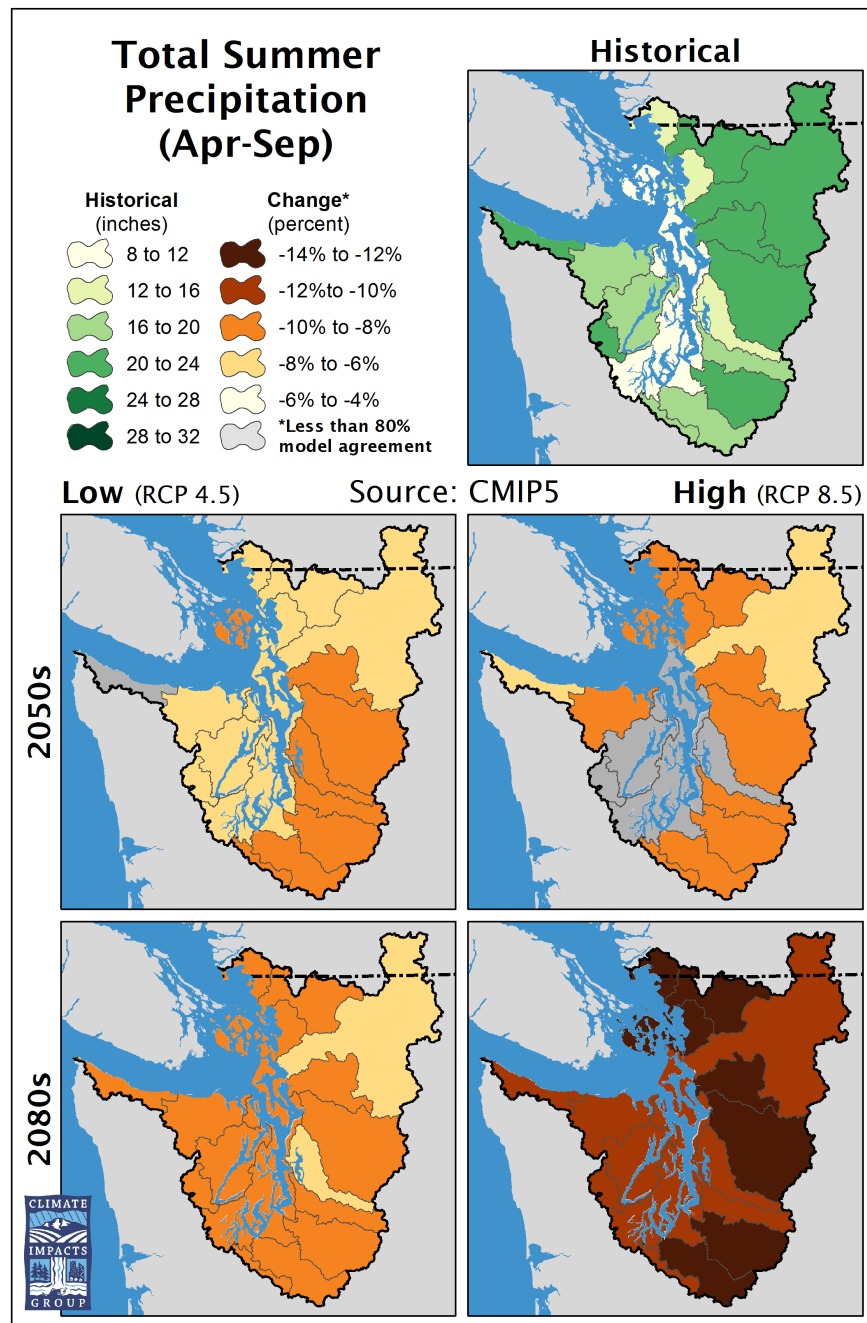 Total Summer
Precipitation
(Apr-Sep)
Historical
Historical
(inches)
8 to 12
12 to 16
16 to 20
20 to 24
24 to 28
28 to 32
Change*
(percent)
-14% to -12%
-12%to -10%
-10% to -8%
-8% to -6%
-6% to -4%
*Less than 80%
model agreement
Low (RCP 4.5)
Source: CMIP5
High (RCP 8.5)
2050s
2080s
CLIMATE
IMPACTS
GROUP